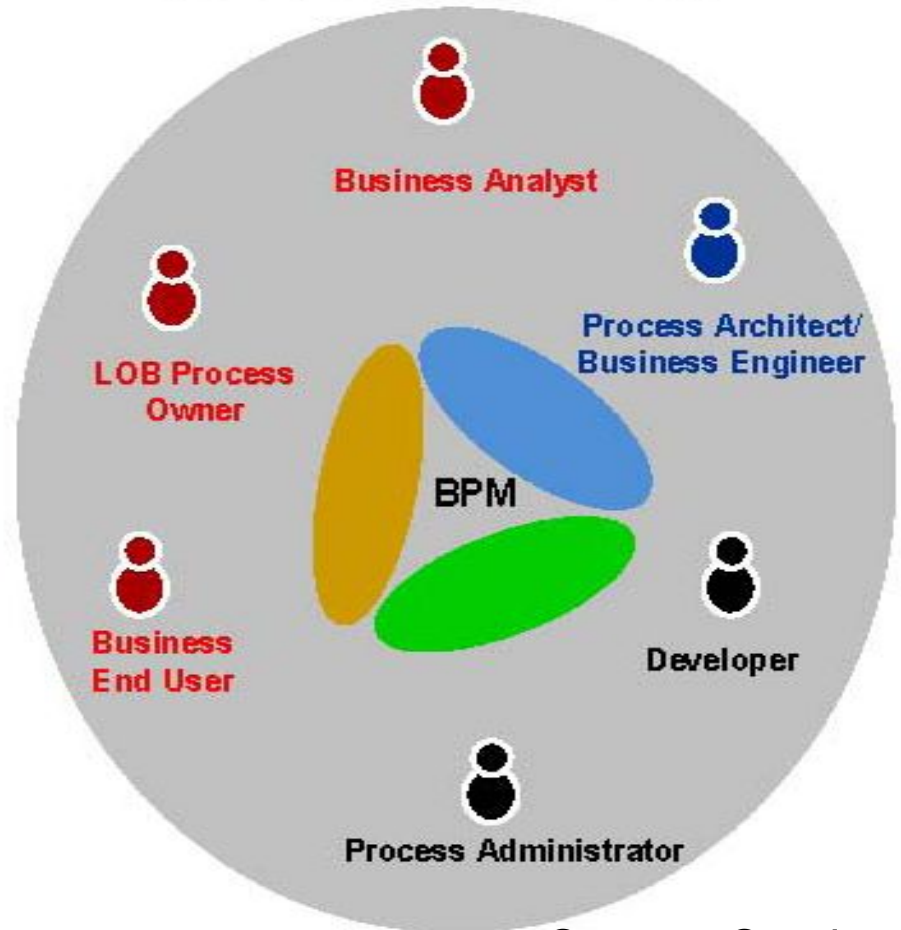 Business Analyst
Process Architect/
Business Engineer
LOB Process
Owner
BPM
Business
End User
Developer
Process Administrator